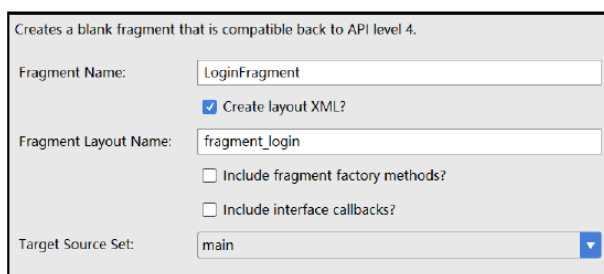 Creates a blank fragment that is compatible back to API level 4.
Fragment Name: LoginFragment
Create layout XML?
Fragment Layout Name: fragment_login
Include fragment factory methods?
Include interface callbacks?
Target Source Set: main